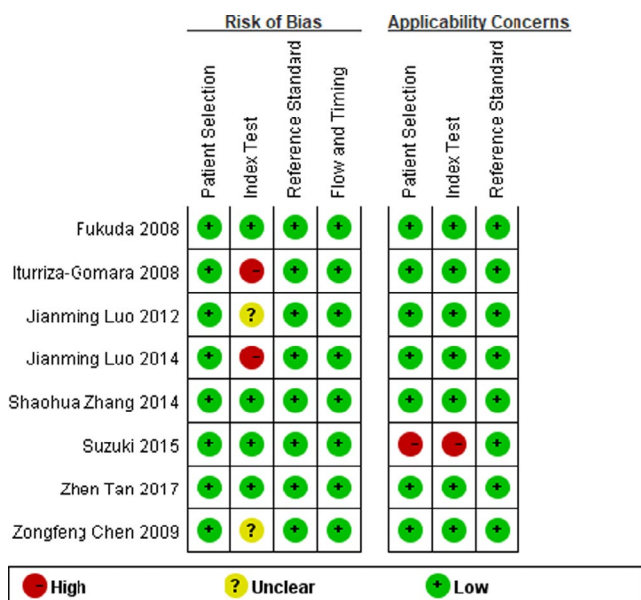 Risk of Bias
Applicability Concerns
Patient Selection
Index Test
Reference Standard
Flow and Timing
Patient Selection
Index Test
Reference Standard
Fukuda 2008 + + + + + + +
Iturriza-Gomara 2008 + - + + + + +
Jianming Luo 2012 + ? + + + + +
Jianming Luo 2014 + - + + + + +
Shaohua Zhang 2014 + + + + + + +
Suzuki 2015 + + + + - - +
Zhen Tan 2017 + + + + + + +
Zongfeng Chen 2009 + ? + + + + +
- High ? Unclear + Low